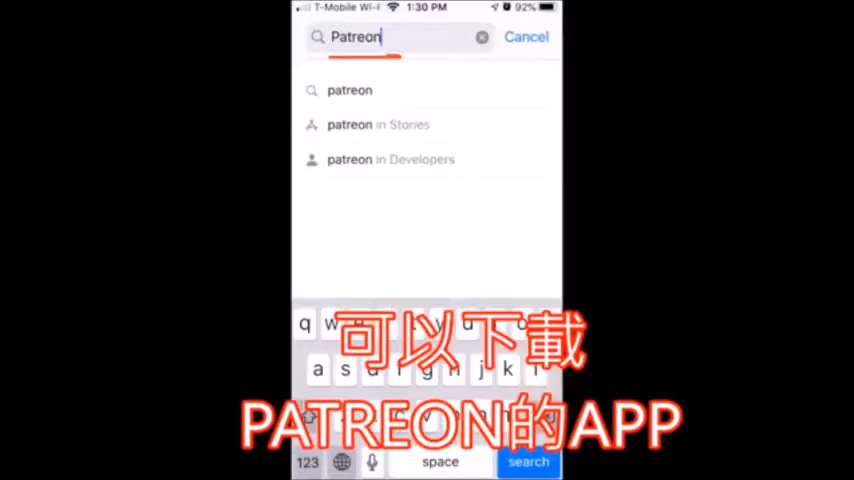 T-Mobile Wi-F 1:30 PM 92%
Patreon Cancel
patreon
patreon in Stories
patreon in Developers
可以下載
PATREON的APP
q w y u o
a s d f g h j k l
c v
123 space search